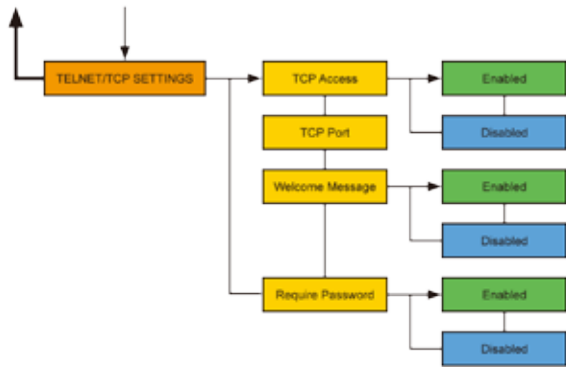 TELNET/TCP SETTINGS
TCP Access
Enabled
Disabled
TCP Port
Welcome Message
Enabled
Disabled
Require Password
Enabled
Disabled